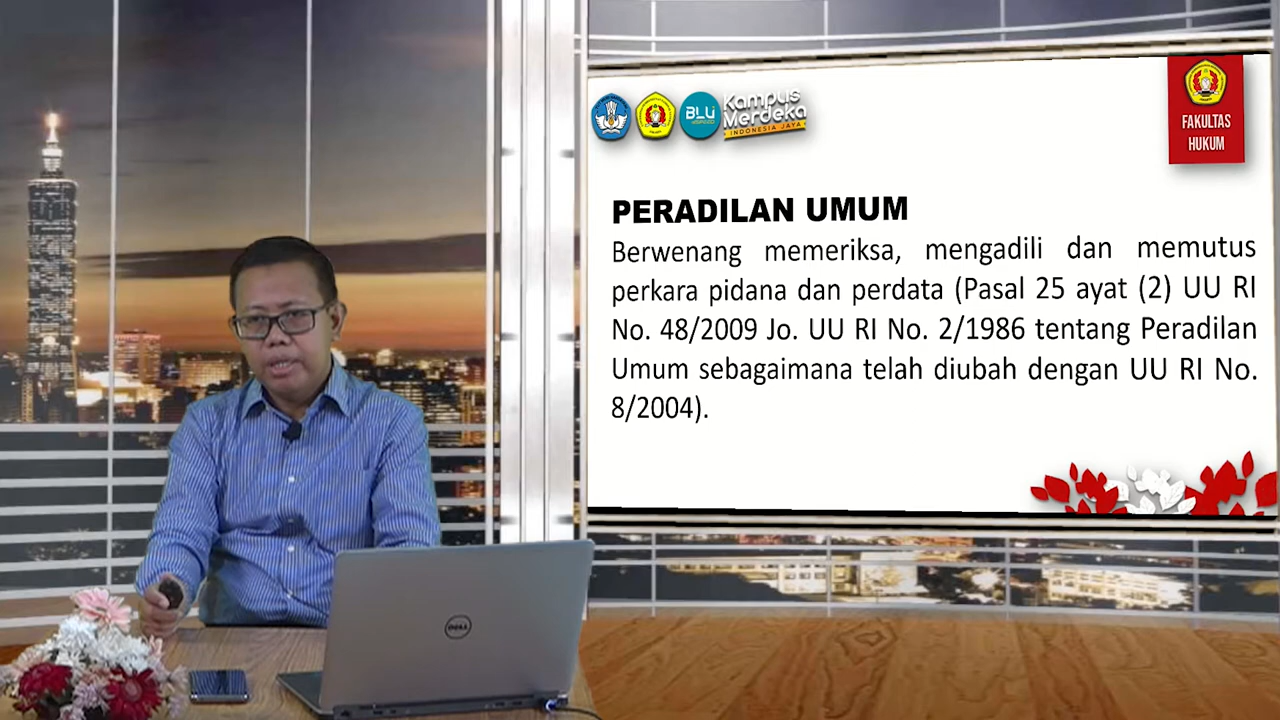 BLU
Kampus
Merdeka
INDONESIA JAYA
FAKULTAS
HUKUM
PERADILAN UMUM
Berwenang memeriksa, mengadili dan memutus
perkara pidana dan perdata (Pasal 25 ayat (2) UU RI
No. 48/2009 Jo. UU RI No. 2/1986 tentang Peradilan
Umum sebagaimana telah diubah dengan UU RI No.
8/2004).
DELL